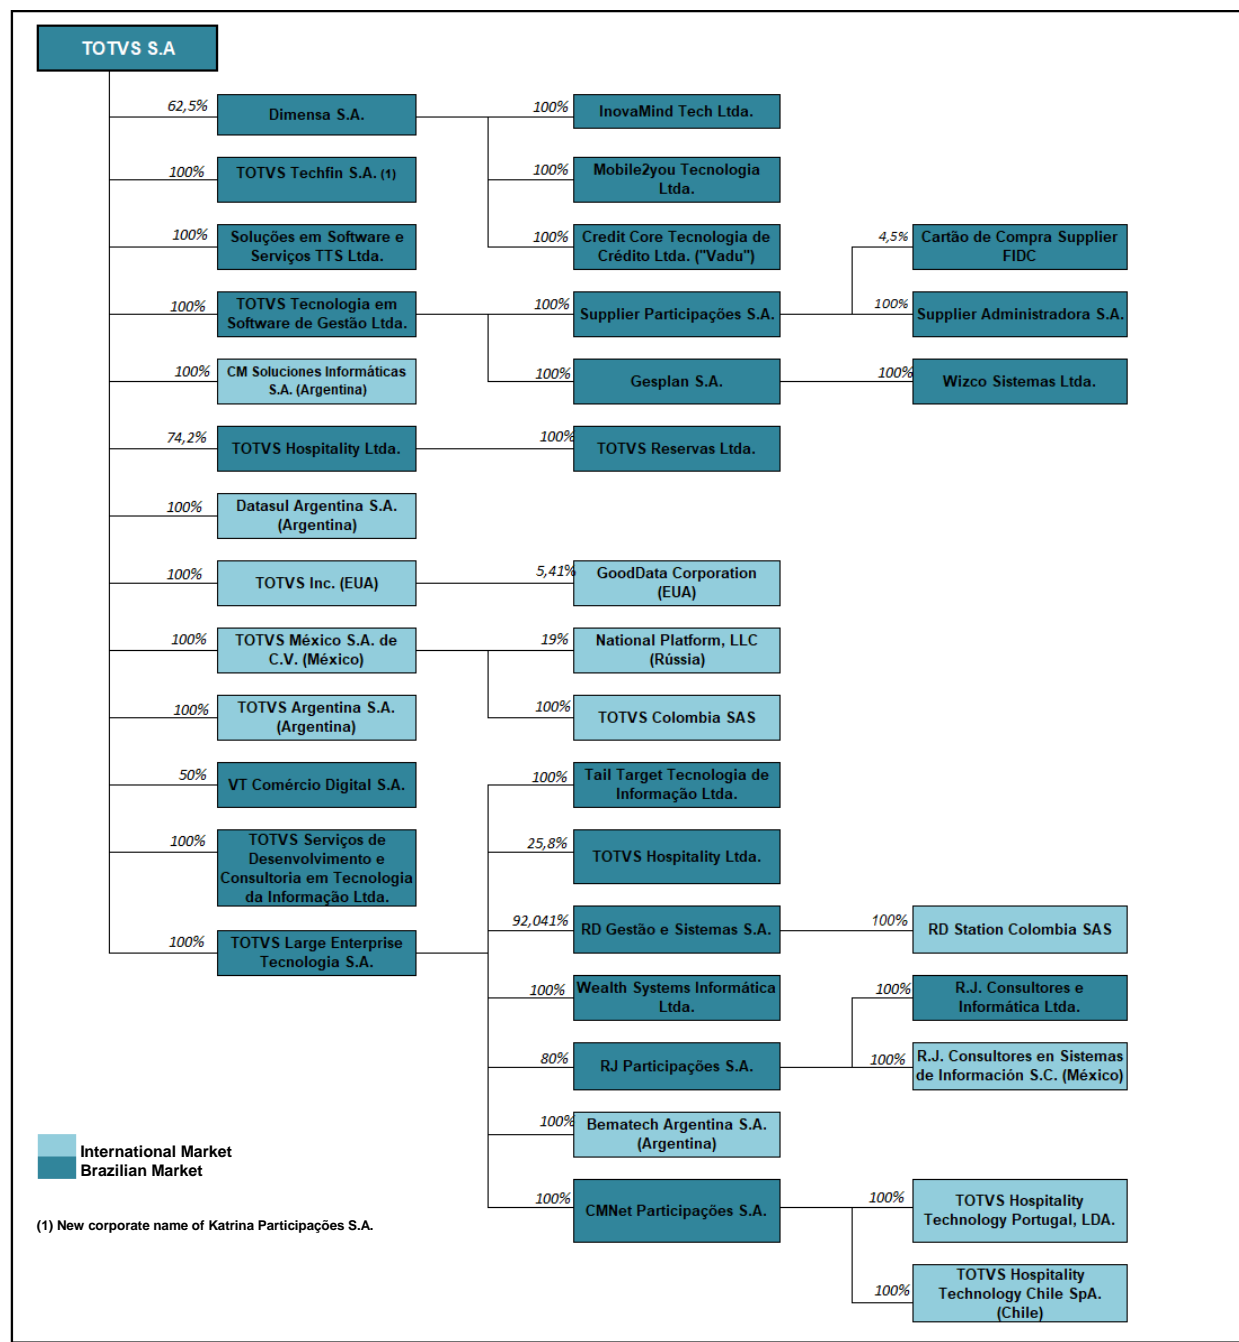 TOTVS S.A
62,5%
Dimensa S.A.
100%
InovaMind Tech Ltda.
100%
TOTVS Techfin S.A. (1)
100%
Mobile2you Tecnologia
Ltda.
100%
Soluções em Software e
Serviços TTS Ltda.
100%
Credit Core Tecnologia de
Crédito Ltda. ("Vadu")
4,5%
Cartão de Compra Supplier
FIDC
100%
TOTVS Tecnologia em
Software de Gestão Ltda.
100%
Supplier Participações S.A.
100%
Supplier Administradora S.A.
100%
CM Soluciones Informáticas
S.A. (Argentina)
100%
Gesplan S.A.
100%
Wizco Sistemas Ltda.
74,2%
TOTVS Hospitality Ltda.
100%
TOTVS Reservas Ltda.
100%
Datasul Argentina S.A.
(Argentina)
100%
TOTVS Inc. (EUA)
5,41%
GoodData Corporation
(EUA)
100%
TOTVS México S.A. de
C.V. (México)
19%
National Platform, LLC
(Rússia)
100%
TOTVS Argentina S.A.
(Argentina)
100%
TOTVS Colombia SAS
50%
VT Comércio Digital S.A.
100%
Tail Target Tecnologia de
Informação Ltda.
100%
TOTVS Serviços de
Desenvolvimento e
Consultoria em Tecnologia
da Informação Ltda.
25,8%
TOTVS Hospitality Ltda.
100%
TOTVS Large Enterprise
Tecnologia S.A.
92,041%
RD Gestão e Sistemas S.A.
100%
RD Station Colombia SAS
100%
Wealth Systems Informática
Ltda.
100%
R.J. Consultores e
Informática Ltda.
80%
RJ Participações S.A.
100%
R.J. Consultores en Sistemas
de Información S.C. (México)
100%
Bematech Argentina S.A.
(Argentina)
International Market
Brazilian Market
100%
CMNet Participações S.A.
100%
TOTVS Hospitality
Technology Portugal, LDA.
(1) New corporate name of Katrina Participações S.A.
100%
TOTVS Hospitality
Technology Chile SpA.
(Chile)